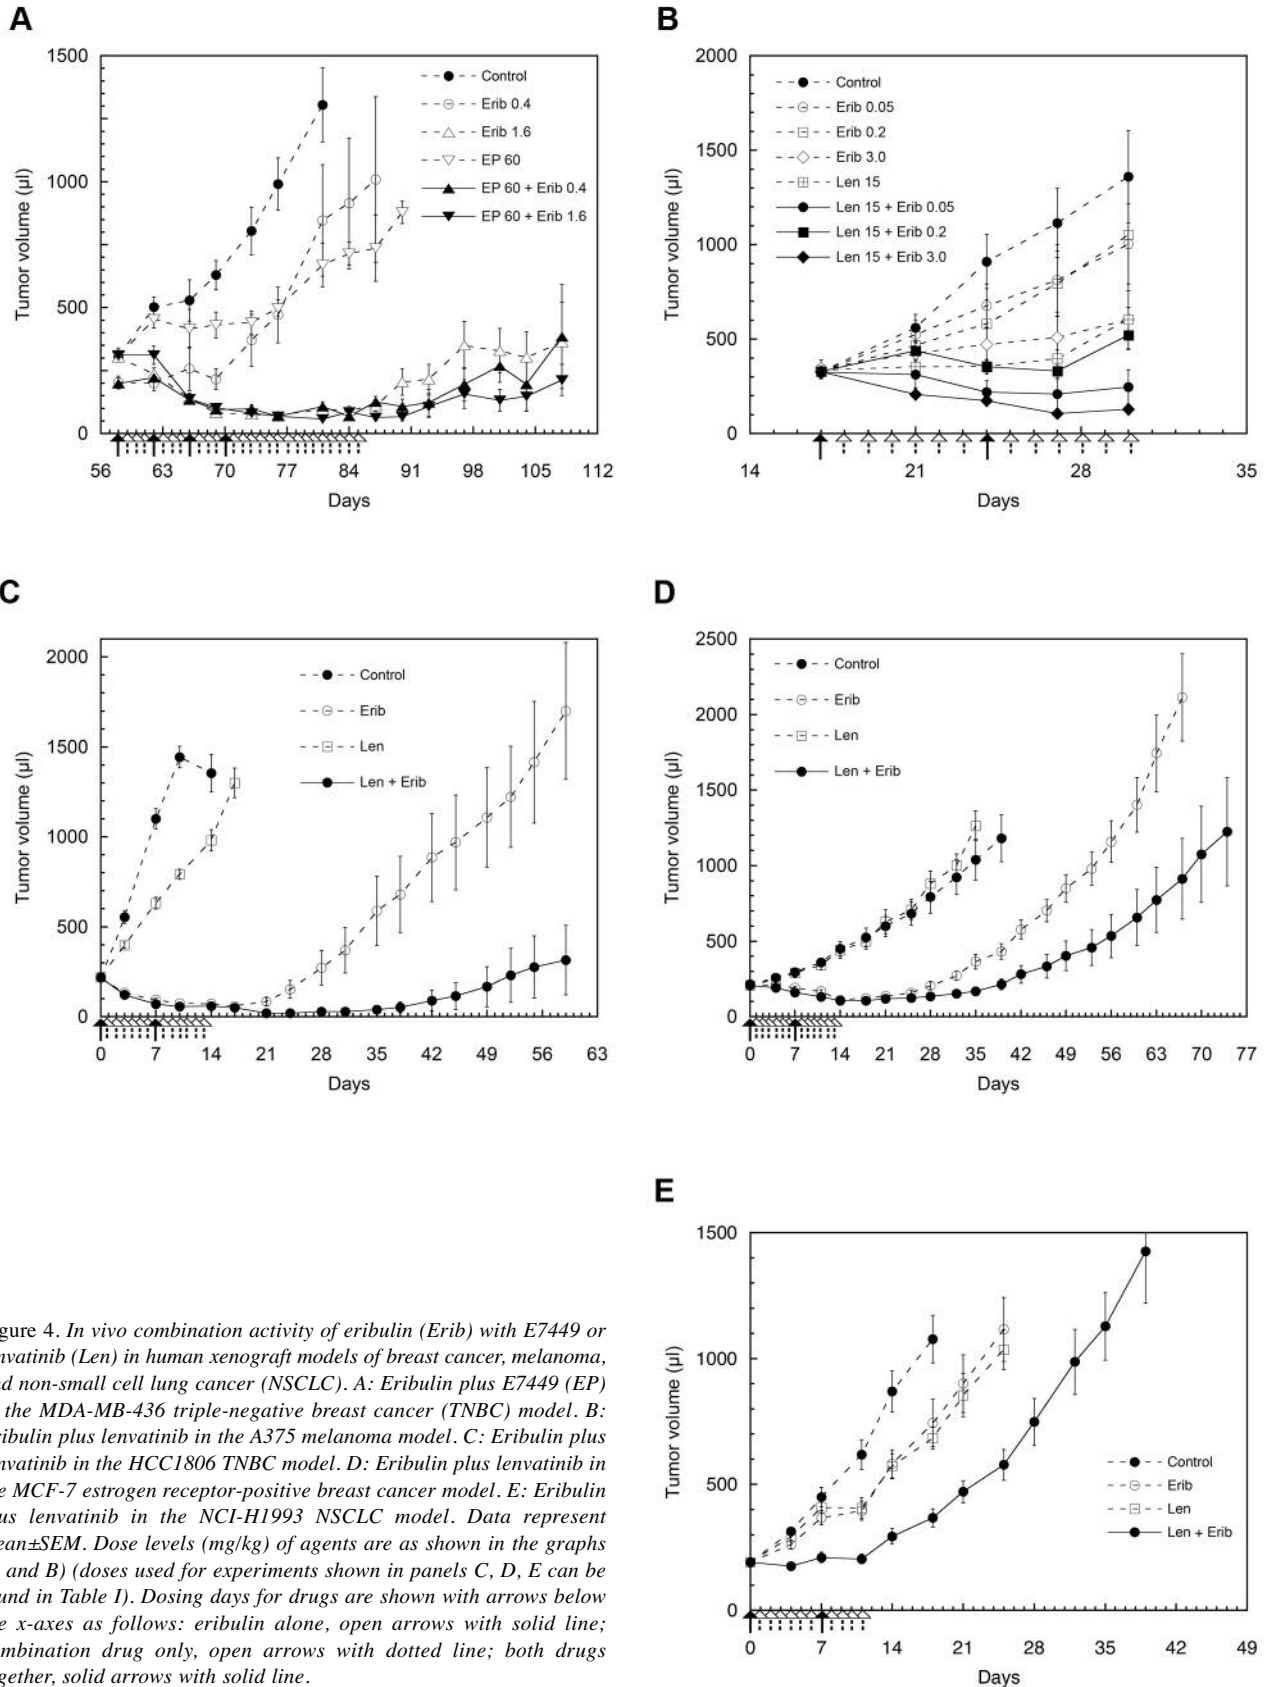 A
Tumor volume (µl)
1500
1000
500
0
Control
Erib 0.4
Erib 1.6
EP 60
EP 60 + Erib 0.4
EP 60 + Erib 1.6
56 63 70 77 84 91 98 105 112
Days
B
Tumor volume (µl)
2000
1500
1000
500
0
Control
Erib 0.05
Erib 0.2
Erib 3.0
Len 15
Len 15 + Erib 0.05
Len 15 + Erib 0.2
Len 15 + Erib 3.0
14 21 28 35
Days
C
Tumor volume (µl)
2000
1500
1000
500
0
Control
Erib
Len
Len + Erib
0 7 14 21 28 35 42 49 56 63
Days
D
Tumor volume (µl)
2500
2000
1500
1000
500
0
Control
Erib
Len
Len + Erib
0 7 14 21 28 35 42 49 56 63 70 77
Days
E
Tumor volume (µl)
1500
1000
500
0
Control
Erib
Len
Len + Erib
0 7 14 21 28 35 42 49
Days
gure 4. In vivo combination activity of eribulin (Erib) with E7449 or
nvatinib (Len) in human xenograft models of breast cancer, melanoma,
d non-small cell lung cancer (NSCLC). A: Eribulin plus E7449 (EP)
the MDA-MB-436 triple-negative breast cancer (TNBC) model. B:
ribulin plus lenvatinib in the A375 melanoma model. C: Eribulin plus
nvatinib in the HCC1806 TNBC model. D: Eribulin plus lenvatinib in
e MCF-7 estrogen receptor-positive breast cancer model. E: Eribulin
us lenvatinib in the NCI-H1993 NSCLC model. Data represent
ean±SEM. Dose levels (mg/kg) of agents are as shown in the graphs
and B) (doses used for experiments shown in panels C, D, E can be
und in Table I). Dosing days for drugs are shown with arrows below
e x-axes as follows: eribulin alone, open arrows with solid line;
mbination drug only, open arrows with dotted line; both drugs
gether, solid arrows with solid line.